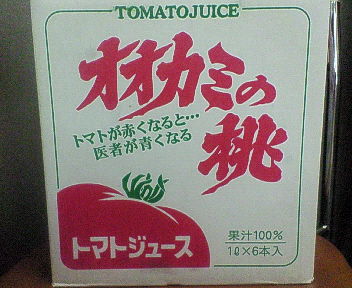 TOMATOJUICE
オオカミの
桃
トマトが赤くなると…
医者が青くなる
トマトジュース
果汁100%
1ℓ×6本入